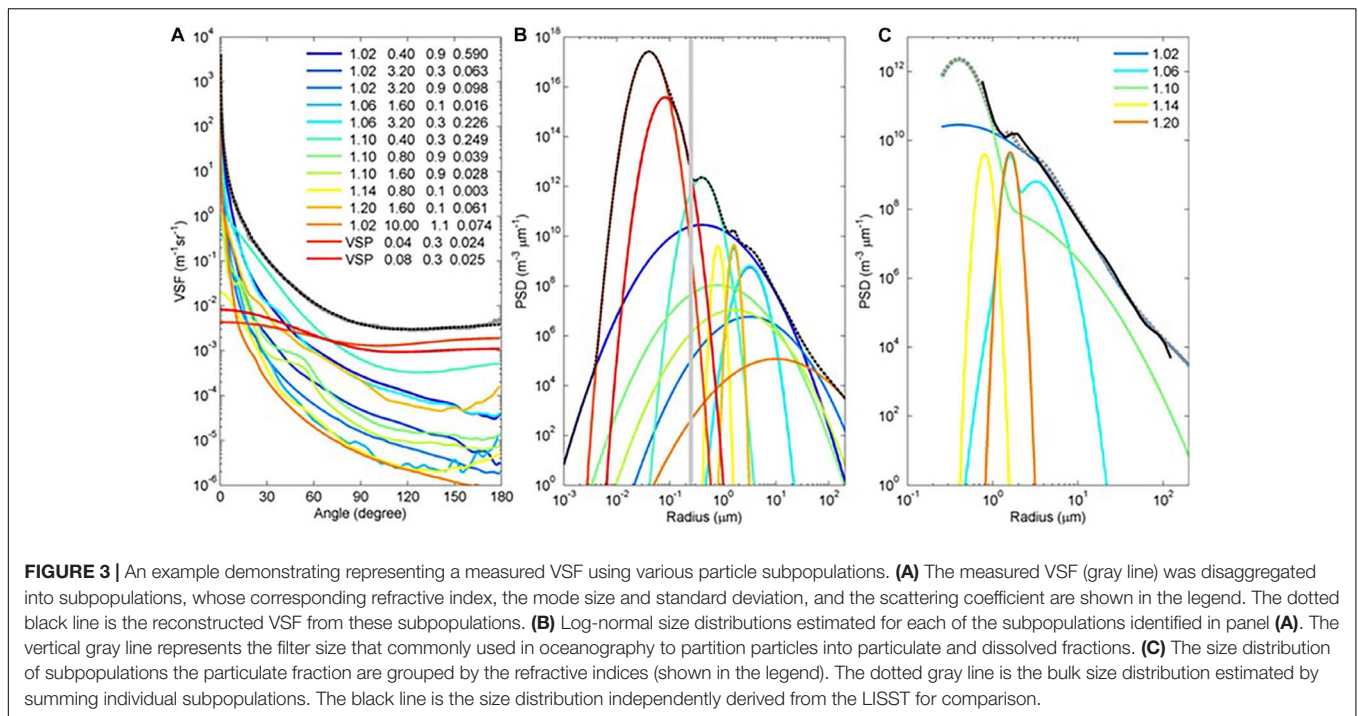 A
VSF (m⁻¹sr⁻¹)
10⁴
10³
10²
10¹
10⁰
10⁻¹
10⁻²
10⁻³
10⁻⁴
10⁻⁵
10⁻⁶
0 30 60 90 120 150 180
Angle (degree)
1.02 0.40 0.9 0.590
1.02 3.20 0.3 0.063
1.02 3.20 0.9 0.098
1.06 1.60 0.1 0.016
1.06 3.20 0.3 0.226
1.10 0.40 0.3 0.249
1.10 0.80 0.9 0.039
1.10 1.60 0.9 0.028
1.14 0.80 0.1 0.003
1.20 1.60 0.1 0.061
1.02 10.00 1.1 0.074
VSP 0.04 0.3 0.024
VSP 0.08 0.3 0.025
B
PSD (m⁻³ μm⁻¹)
10¹⁸
10¹⁶
10¹⁴
10¹²
10¹⁰
10⁸
10⁶
10⁴
10²
10⁰
10⁻³ 10⁻² 10⁻¹ 10⁰ 10¹ 10²
Radius (μm)
C
PSD (m⁻³ μm⁻¹)
10¹²
10¹⁰
10⁸
10⁶
10⁴
10²
10⁰
10⁻¹ 10⁰ 10¹ 10²
Radius (μm)
1.02
1.06
1.10
1.14
1.20
FIGURE 3 | An example demonstrating representing a measured VSF using various particle subpopulations. (A) The measured VSF (gray line) was disaggregated
into subpopulations, whose corresponding refractive index, the mode size and standard deviation, and the scattering coefficient are shown in the legend. The dotted
black line is the reconstructed VSF from these subpopulations. (B) Log-normal size distributions estimated for each of the subpopulations identified in panel (A). The
vertical gray line represents the filter size that commonly used in oceanography to partition particles into particulate and dissolved fractions. (C) The size distribution
of subpopulations the particulate fraction are grouped by the refractive indices (shown in the legend). The dotted gray line is the bulk size distribution estimated by
summing individual subpopulations. The black line is the size distribution independently derived from the LISST for comparison.